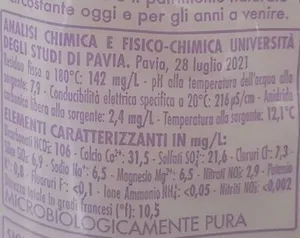 costante oggi e per gli anni a venire.
ANALISI CHIMICA E FISICO-CHIMICA UNIVERSITÀ
DEGLI STUDI DI PAVIA. Pavia, 28 luglio 2021
Residuo fisso a 180°C: 142 mg/L - pH alla temperatura dell'acqua alla
sorgente: 7,9 - Conducibilità elettrica specifica a 20°C: 216 µS/cm - Anidride
carbonica libera alla sorgente: 2,4 mg/L - Temperatura alla sorgente: 12,1°C
ELEMENTI CARATTERIZZANTI in mg/L:
Bicarbonati HCO3⁻ 106 - Calcio Ca²⁺: 31,5 - Solfati SO4²⁻: 21,6 - Cloruri Cl⁻: 7,3
Silice SiO2: 6,9 - Sodio Na⁺: 6,5 - Magnesio Mg²⁺: 6,5 - Nitrati NO3⁻: 2,9 - Potassio
K⁺: 0,8 - Fluoruri F⁻: <0,1 - Ione Ammonio NH4⁺: <0,05 - Nitriti NO2⁻: <0,002
Durezza totale in gradi francesi (°f): 10,5
MICROBIOLOGICAMENTE PURA